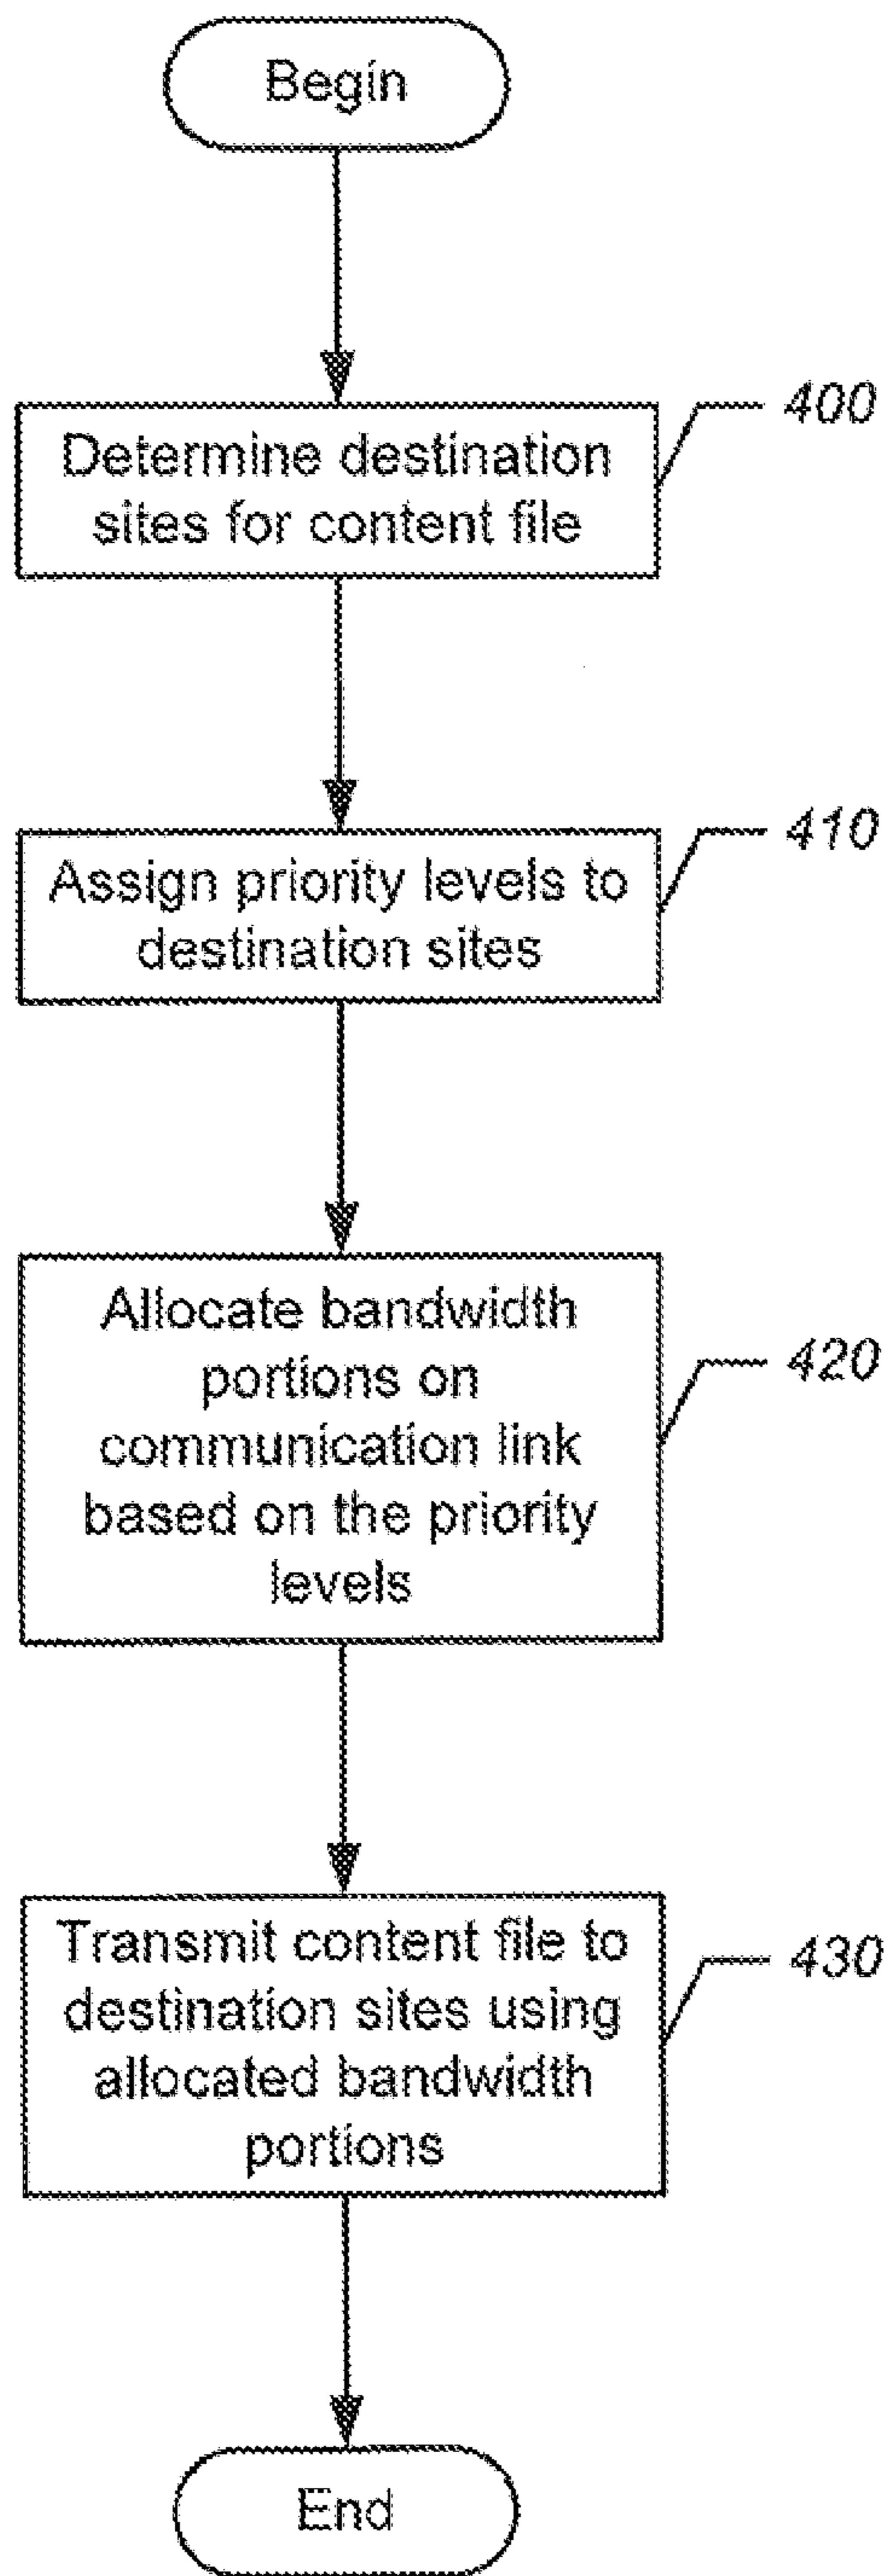 Begin
400
Determine destination
sites for content file
410
Assign priority levels to
destination sites
Allocate bandwidth
portions on
420
communication link
based on the priority
levels
Transmit content file to
430
destination sites using
allocated bandwidth
portions
End